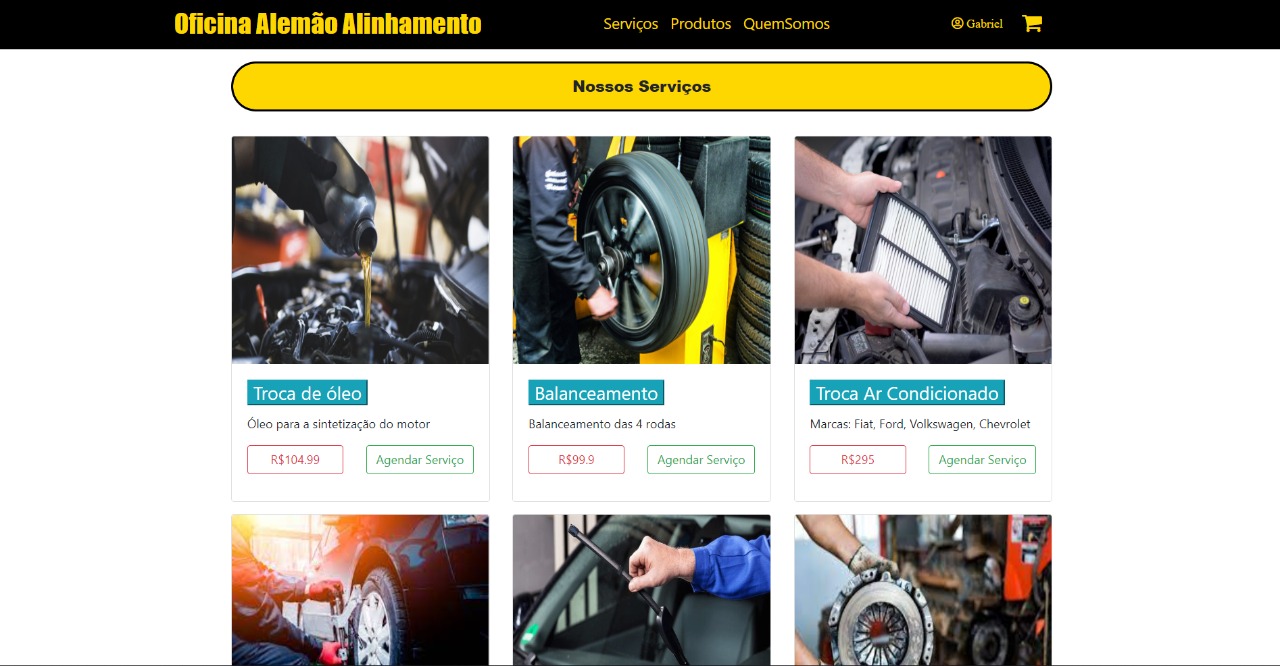 Oficina Alemão Alinhamento
Serviços Produtos QuemSomos
Gabriel
Nossos Serviços
Troca de óleo
Óleo para a sintetização do motor
R$104.99
Agendar Serviço
Balanceamento
Balanceamento das 4 rodas
R$99.9
Agendar Serviço
Troca Ar Condicionado
Marcas: Fiat, Ford, Volkswagen, Chevrolet
R$295
Agendar Serviço